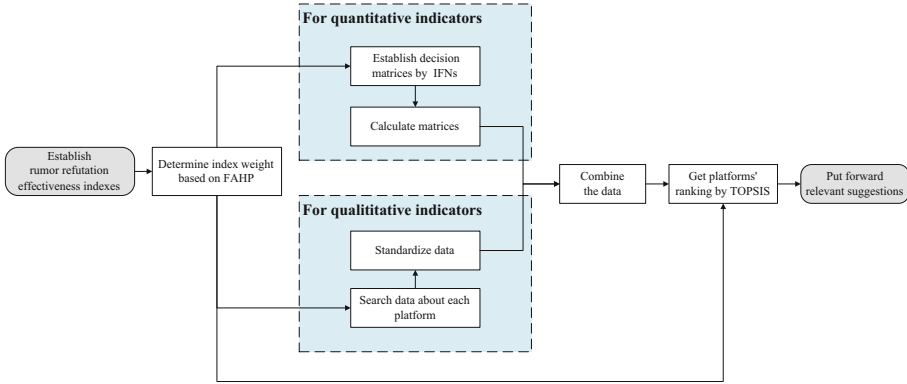 For quantitative indicators
Establish decision
matrices by IFNs
Calculate matrices
Establish
rumor refutation
effectiveness indexes
Determine index weight
based on FAHP
Combine
the data
Get platforms'
ranking by TOPSIS
Put forward
relevant suggestions
For qualititative indicators
Standardize data
Search data about each
platform